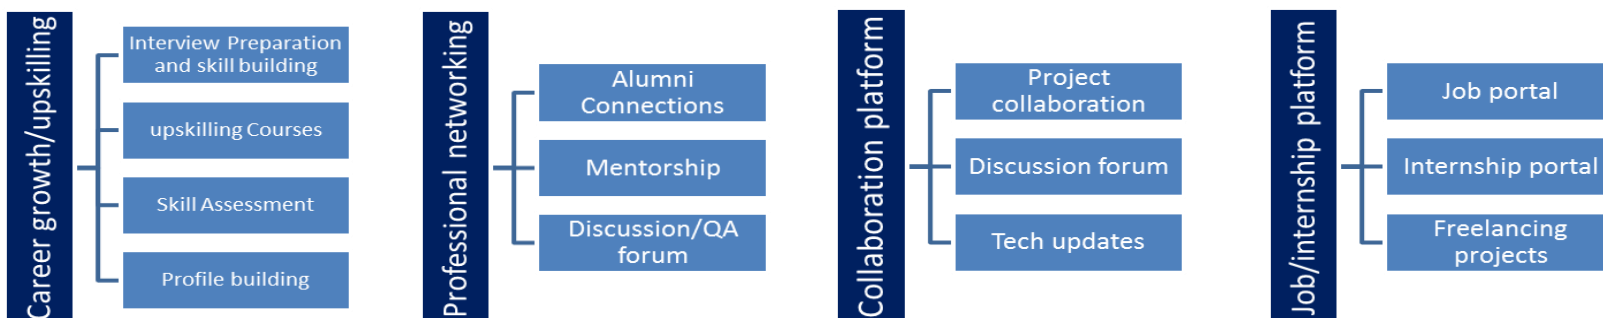 Career growth/upskilling
Interview Preparation
and skill building
upskilling Courses
Skill Assessment
Profile building
Professional networking
Alumni
Connections
Mentorship
Discussion/QA
forum
Collaboration platform
Project
collaboration
Discussion forum
Tech updates
Job/internship platform
Job portal
Internship portal
Freelancing
projects